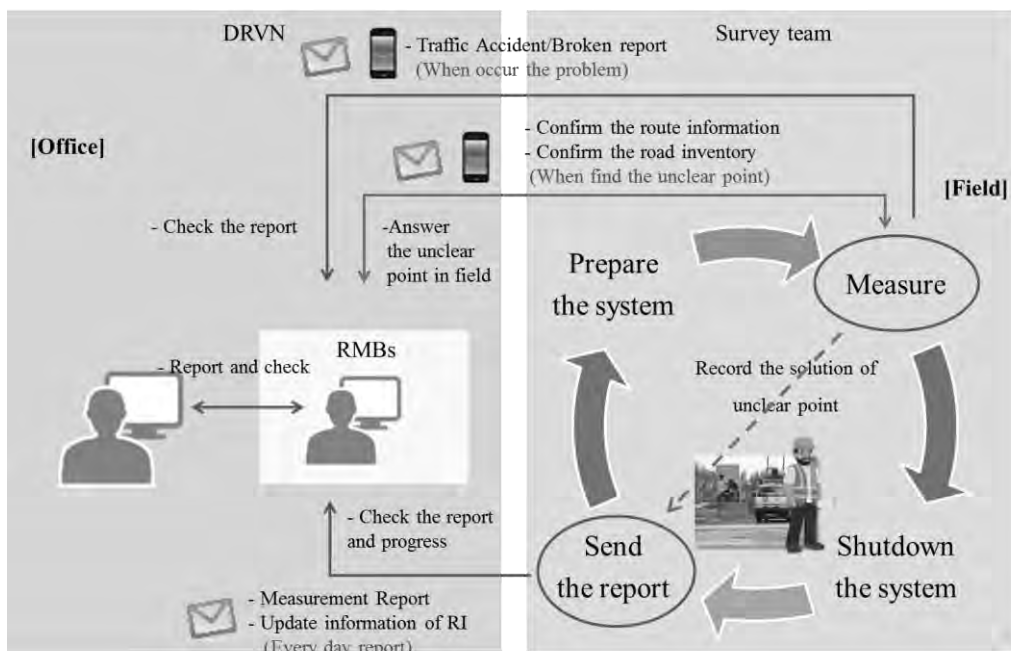 DRVN
Survey team
- Traffic Accident/Broken report
(When occur the problem)
- Confirm the route information
- Confirm the road inventory
(When find the unclear point)
[Office]
[Field]
- Check the report
-Answer
the unclear
point in field
Prepare
the system
Measure
RMBs
- Report and check
Record the solution of
unclear point
- Check the report
and progress
Send
the report
Shutdown
the system
- Measurement Report
- Update information of RI
(Every day report)